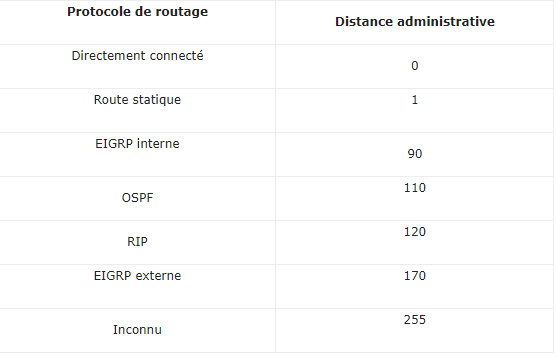 Protocole de routage Distance administrative
Directement connecté 0
Route statique 1
EIGRP interne 90
OSPF 110
RIP 120
EIGRP externe 170
Inconnu 255